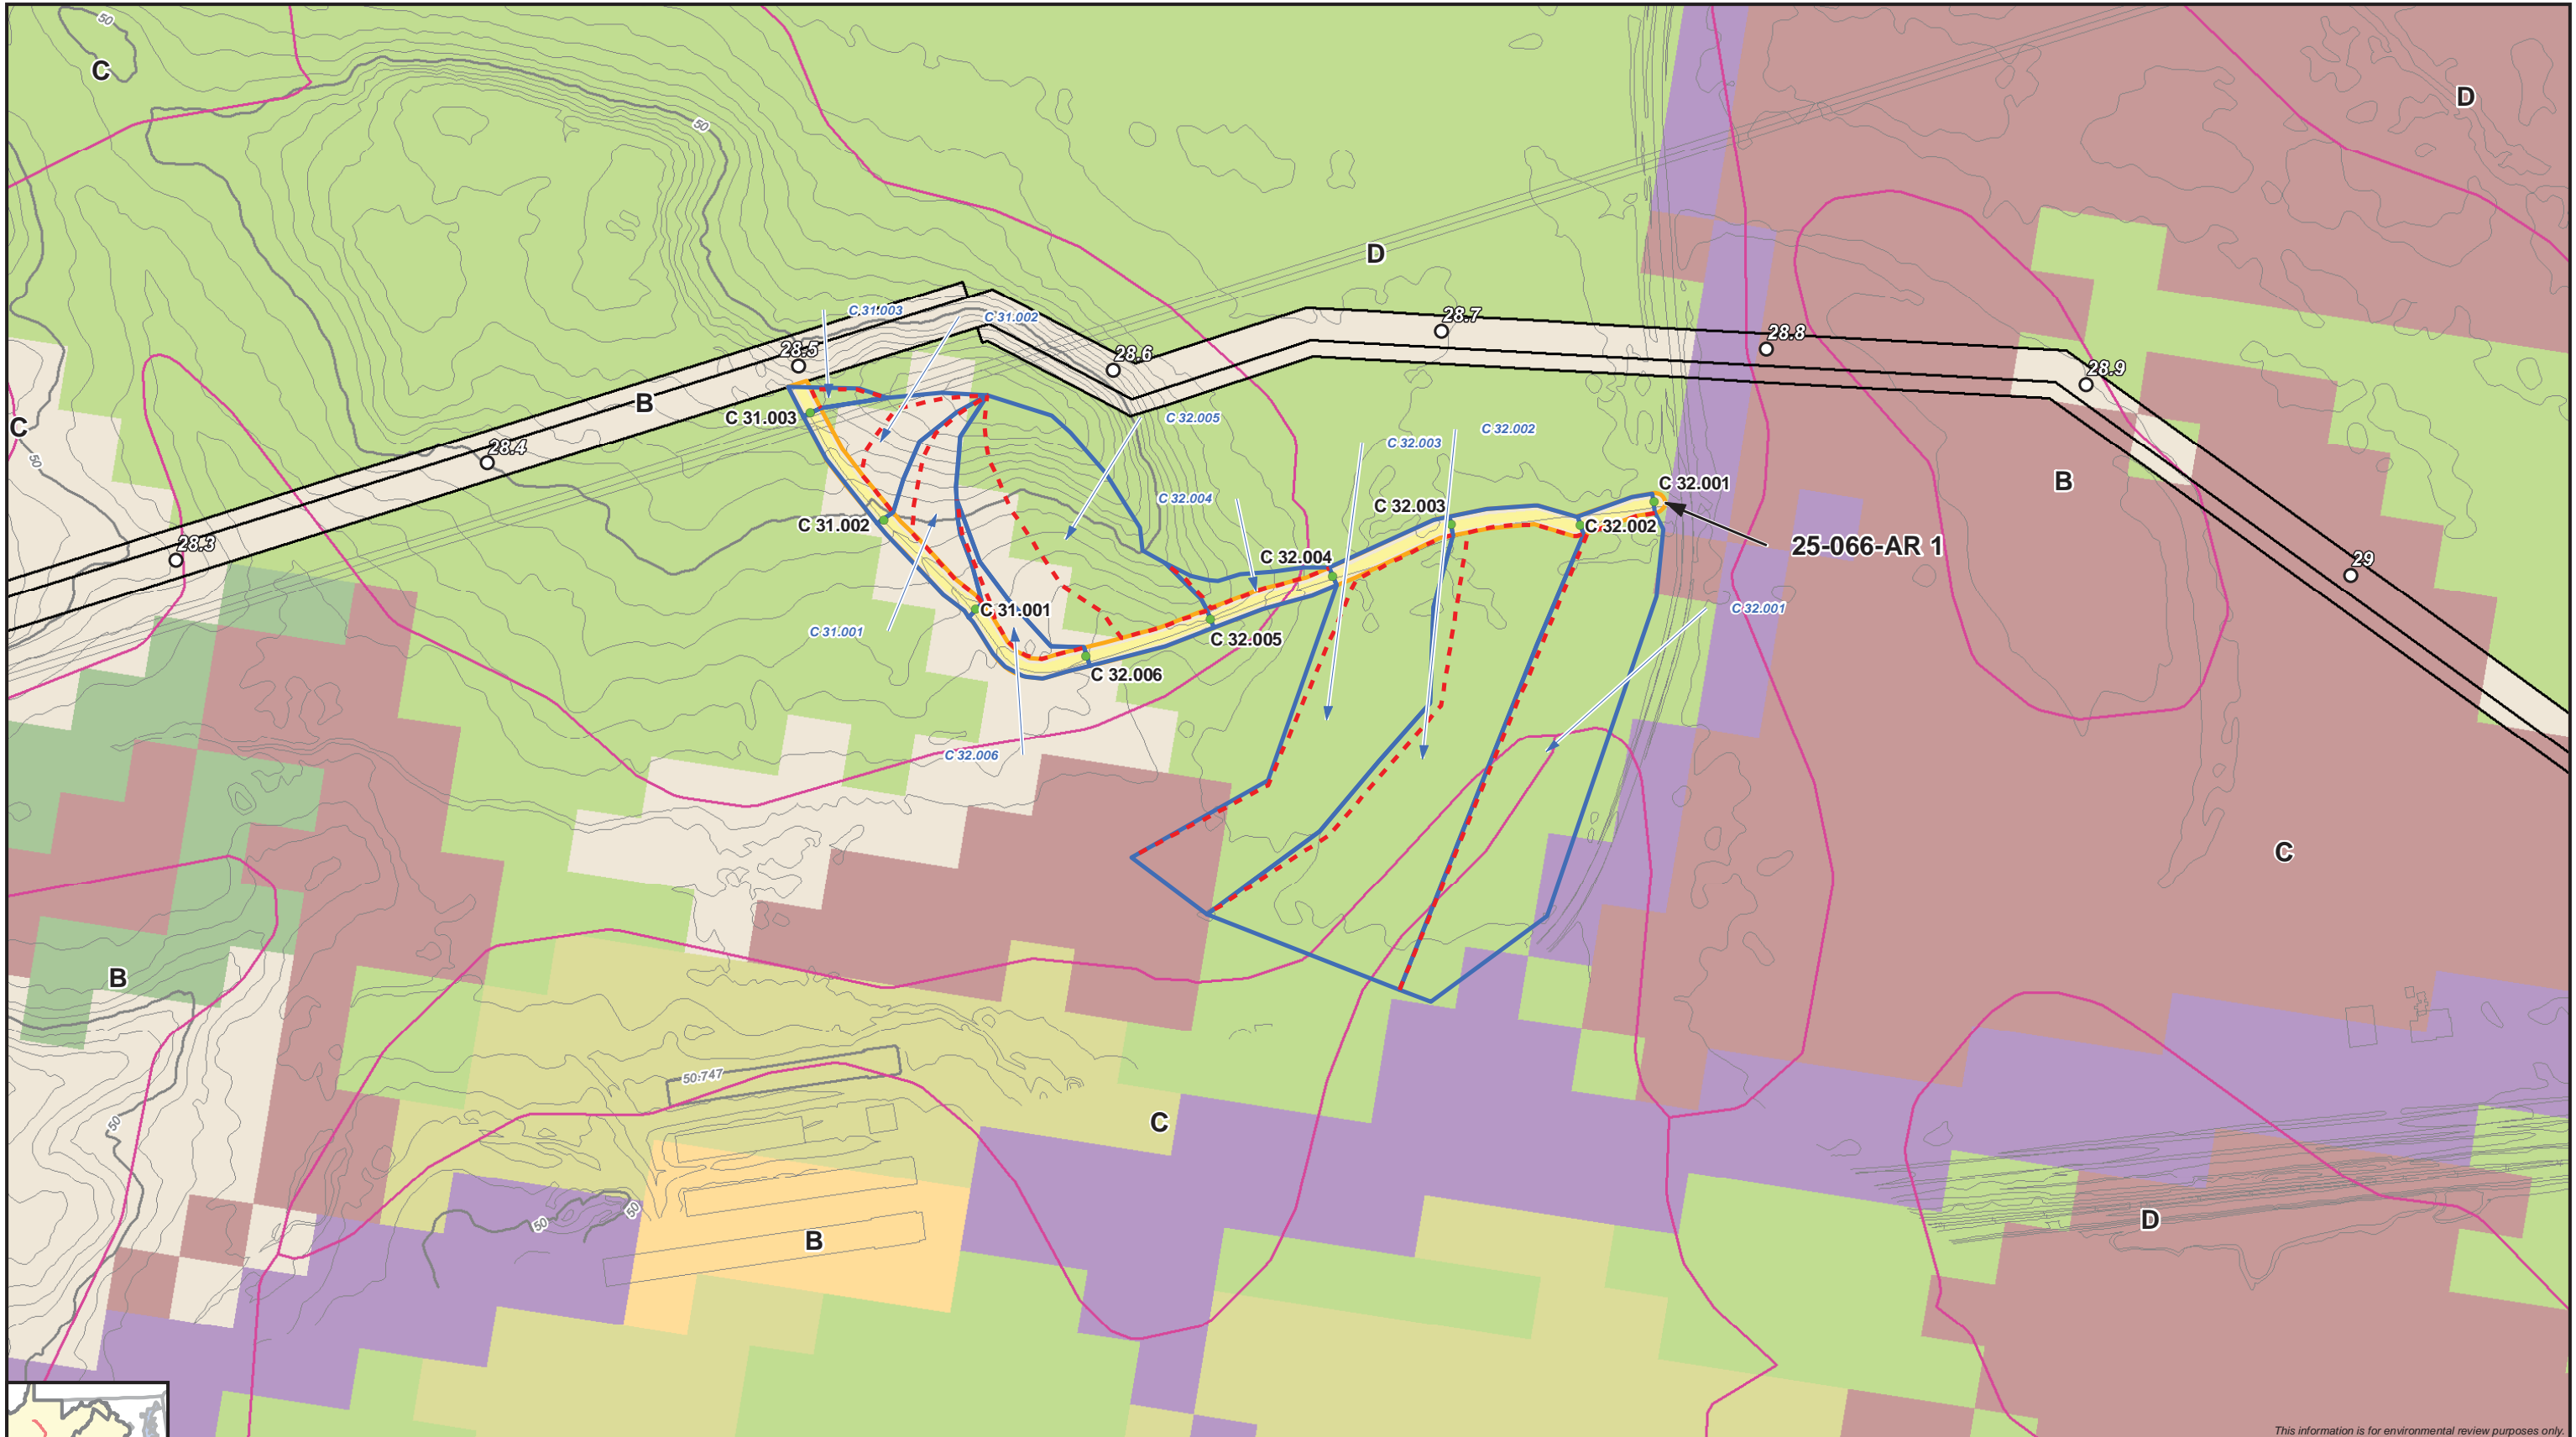 50
C
50
D
D
C 31.003
C 31.002
28.7
28.8
28.5
28.6
28.9
B
C 31.003
C 32.005
C
28.4
C 32.003
C 32.002
50
B
C 32.001
C 32.004
C 32.003
C 31.002
C 32.002
28.3
25-066-AR 1
C 32.004
29
C 31.001
C 32.001
C 31.001
C 32.005
C 32.006
C 32.006
C
B
50:747
50
C
50
50
B
D
This information is for environmental review purposes only.